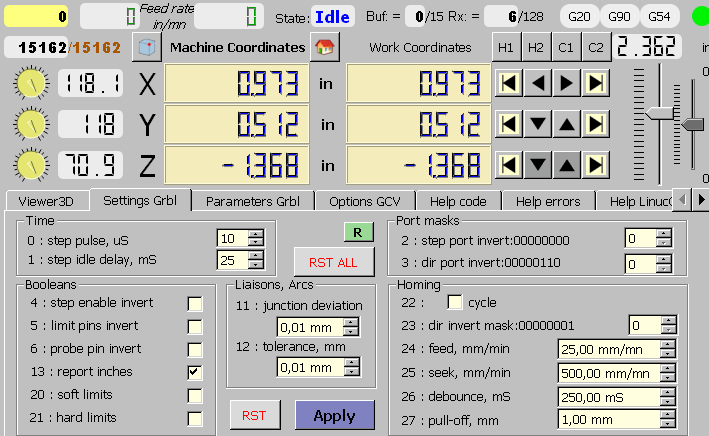 0 0 Feed rate in/mn 0 State: Idle Buf: = 0/15 Rx: = 6/128 G20 G90 G54
15162/15162 Machine Coordinates Work Coordinates H1 H2 C1 C2 2.362 in
118.1 X 0.973 in 0.973
118 Y 0.512 in 0.512
70.9 Z -1.368 in -1.368
0
0
Viewer3D Settings Grbl Parameters Grbl Options GCV Help code Help errors Help Linux
Time
0 : step pulse, uS 10
1 : step idle delay, mS 25
R
RST ALL
Port masks
2 : step port invert:00000000 0
3 : dir port invert:00000110 0
Booleans
4 : step enable invert
5 : limit pins invert
6 : probe pin invert
13 : report inches
20 : soft limits
21 : hard limits
Liaisons, Arcs
11 : junction deviation
0,01 mm
12 : tolerance, mm
0,01 mm
RST Apply
Homing
22 : cycle
23 : dir invert mask:00000001 0
24 : feed, mm/min 25,00 mm/mn
25 : seek, mm/min 500,00 mm/mn
26 : debounce, mS 250,00 mS
27 : pull-off, mm 1,00 mm